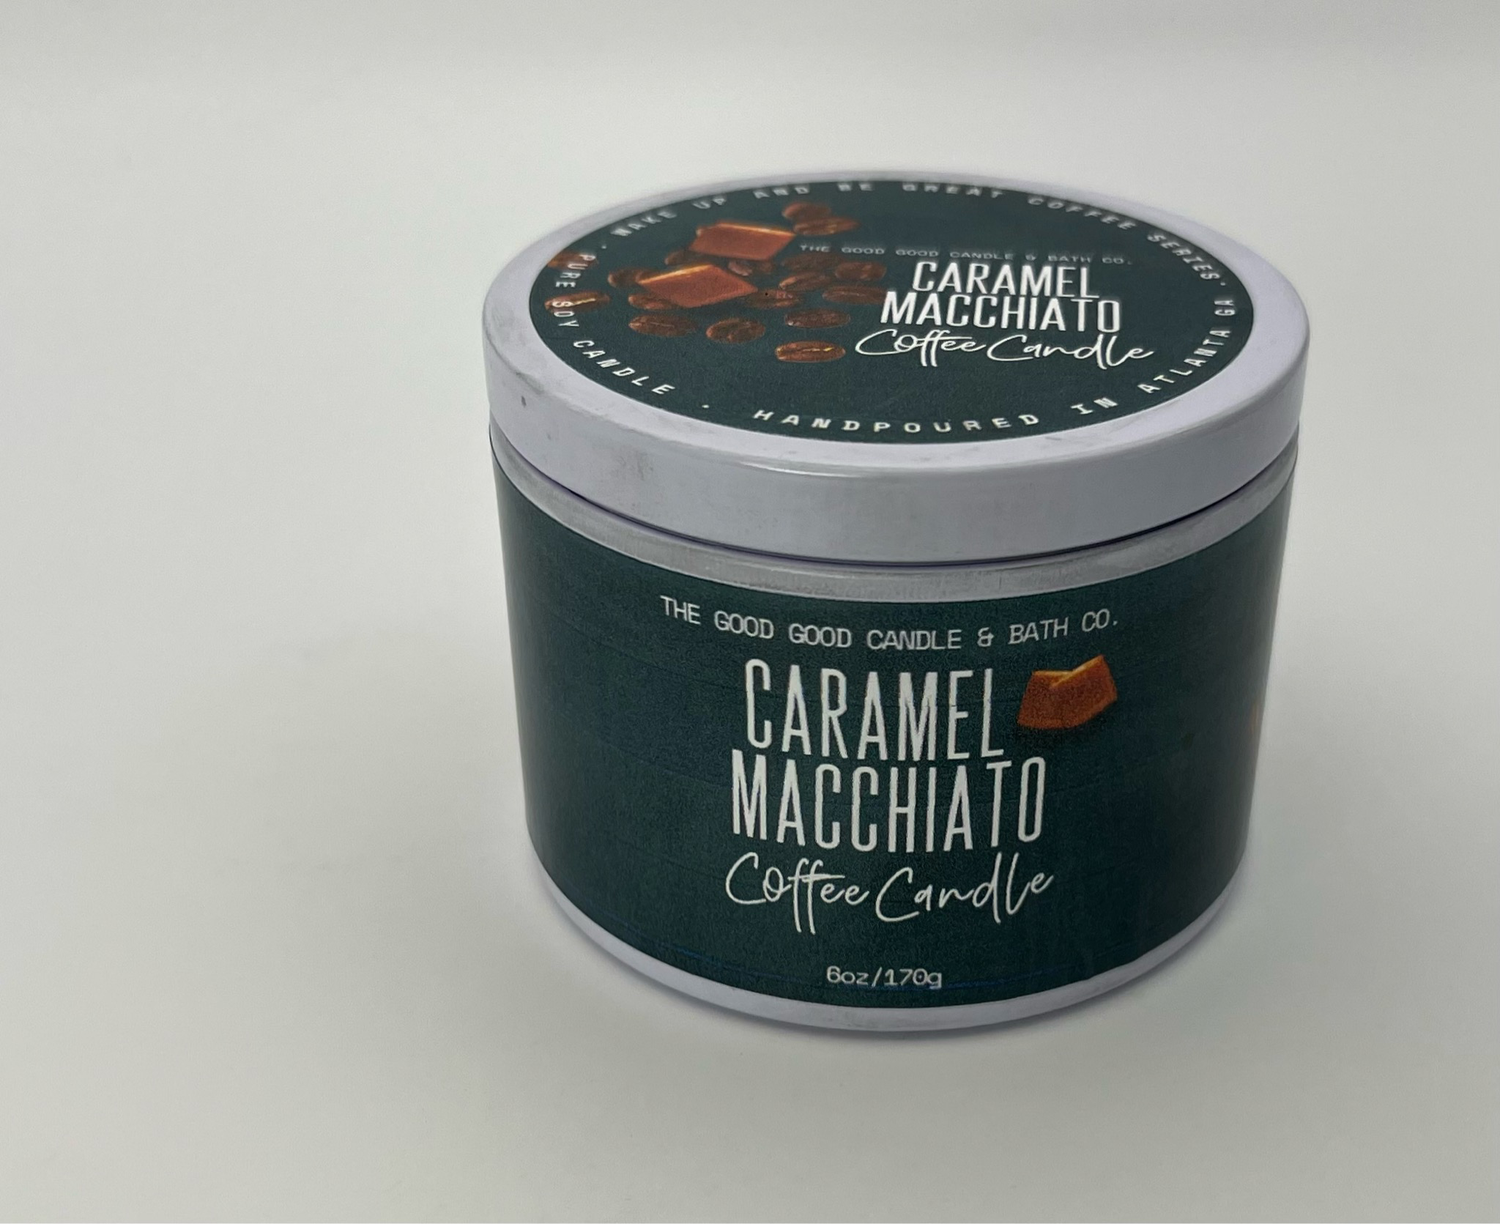 WAKE UP AND BE GREAT COFFEE SERIES
THE GOOD GOOD CANDLE & BATH CO.
CARAMEL
MACCHIATO
Coffee Candle
PURE SOY CANDLE · HANDPOURED IN ATLANTA GA
THE GOOD GOOD CANDLE & BATH CO.
CARAMEL
MACCHIATO
Coffee Candle
6oz/170g